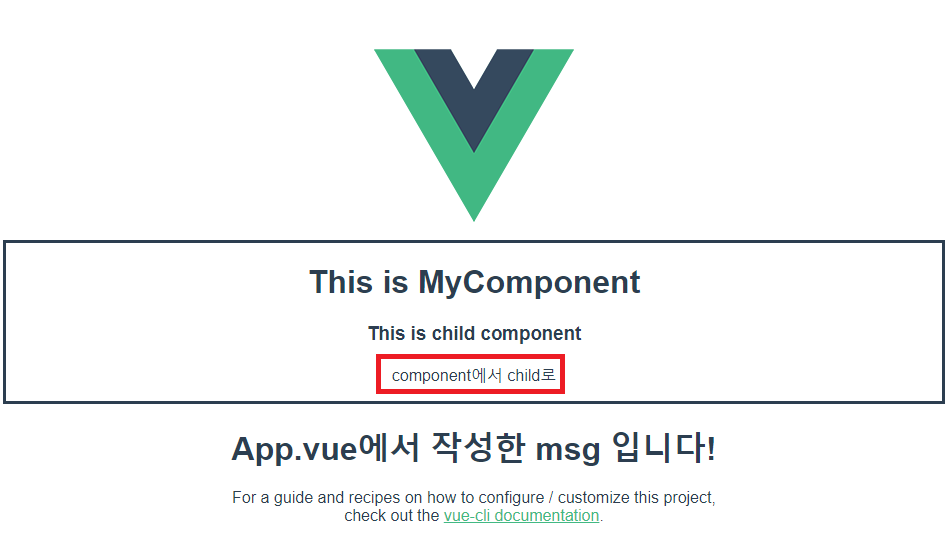 This is MyComponent
This is child component
component에서 child로
App.vue에서 작성한 msg 입니다!
For a guide and recipes on how to configure / customize this project,
check out the vue-cli documentation.